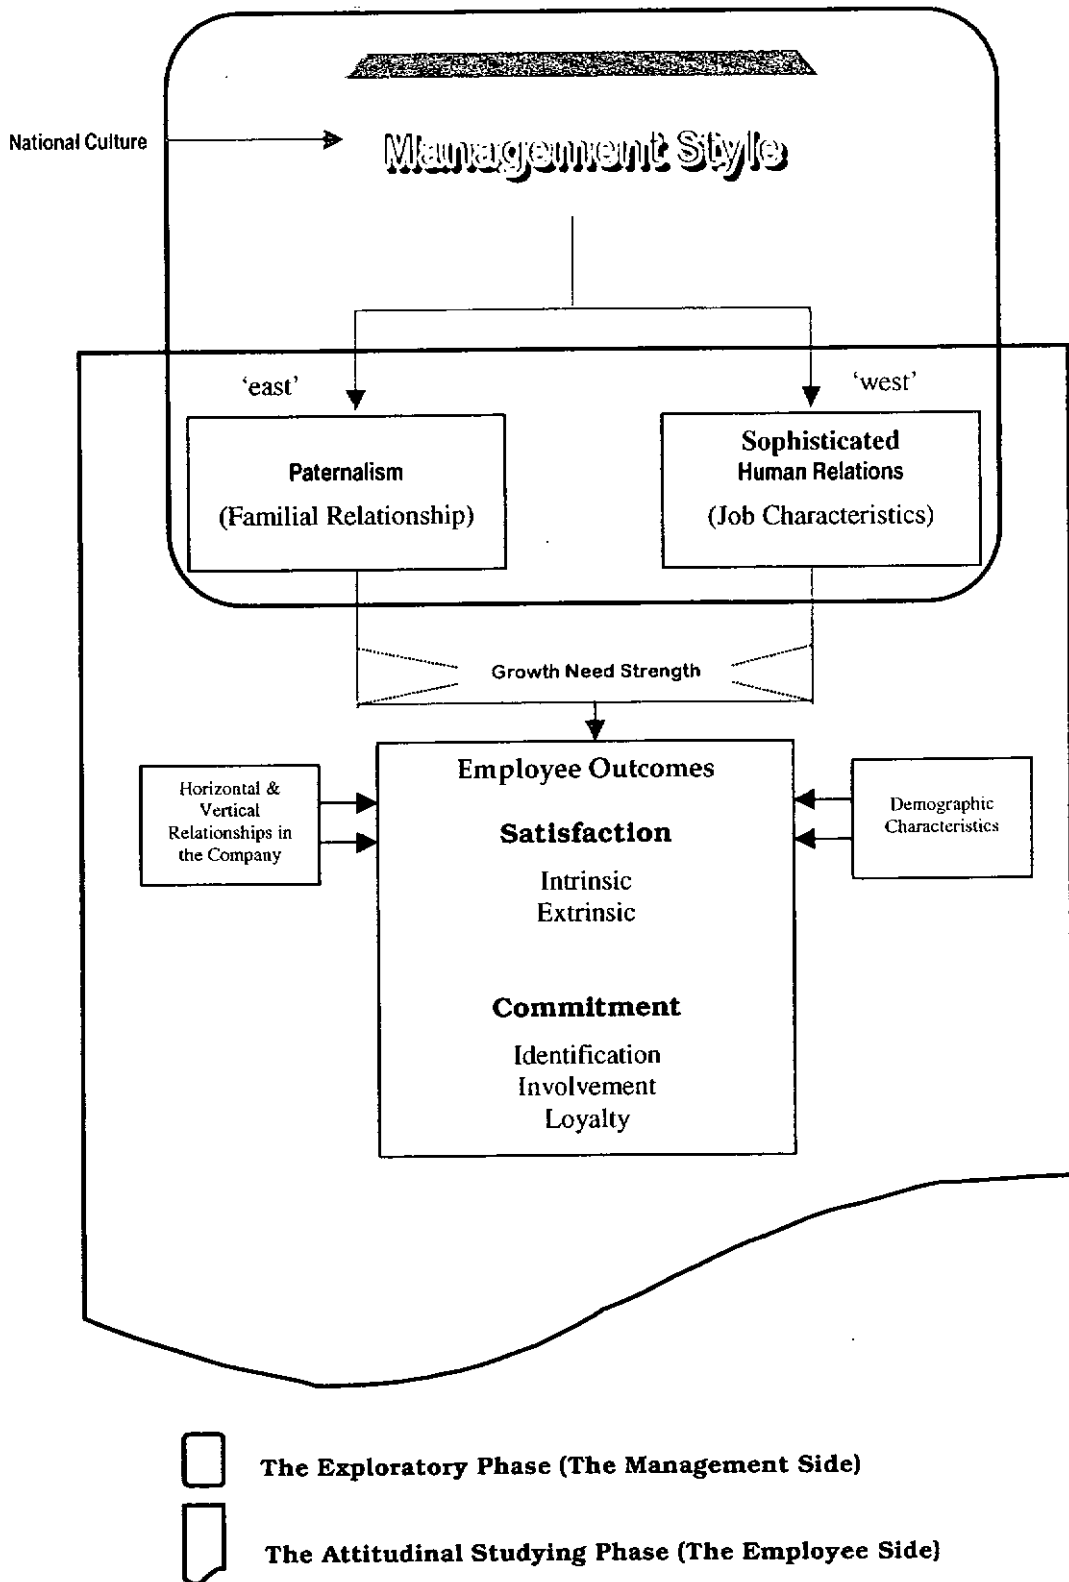 National Culture
Management Style
'east'
'west'
Paternalism
(Familial Relationship)
Sophisticated
Human Relations
(Job Characteristics)
Growth Need Strength
Horizontal &
Vertical
Relationships in
the Company
Employee Outcomes
Satisfaction
Intrinsic
Extrinsic
Commitment
Identification
Involvement
Loyalty
Demographic
Characteristics
The Exploratory Phase (The Management Side)
The Attitudinal Studying Phase (The Employee Side)